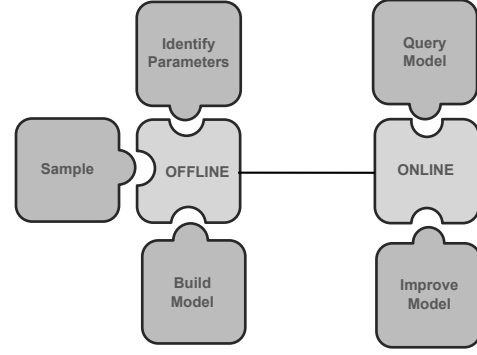 Identify
Parameters
Query
Model
Sample
OFFLINE
ONLINE
Build
Model
Improve
Model